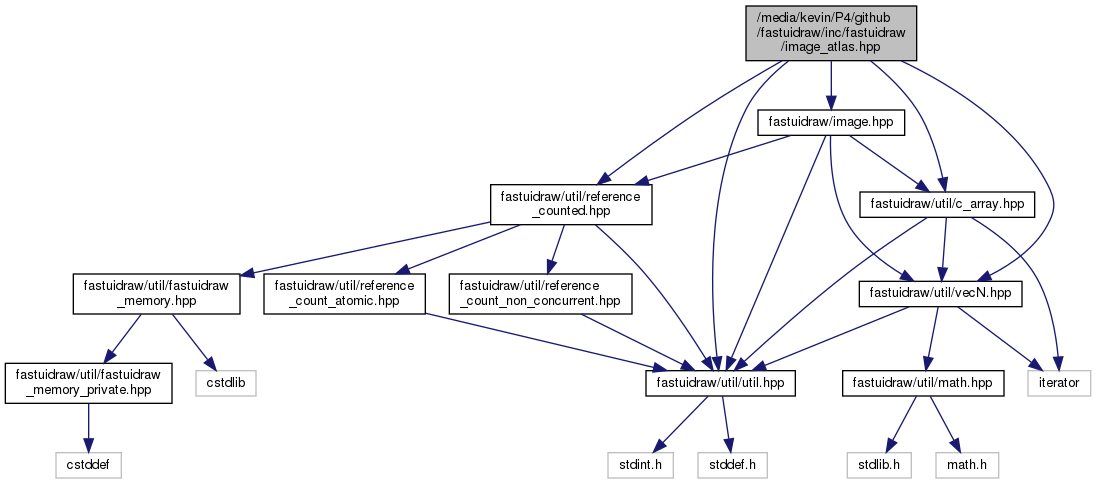 /media/kevin/P4/github
/fastuidraw/inc/fastuidraw
/image_atlas.hpp
fastuidraw/image.hpp
fastuidraw/util/reference
_counted.hpp
fastuidraw/util/c_array.hpp
fastuidraw/util/fastuidraw
_memory.hpp
fastuidraw/util/reference
_count_atomic.hpp
fastuidraw/util/reference
_count_non_concurrent.hpp
fastuidraw/util/vecN.hpp
fastuidraw/util/fastuidraw
_memory_private.hpp
cstdlib
fastuidraw/util/util.hpp
fastuidraw/util/math.hpp
iterator
cstddef
stdint.h
stddef.h
stdlib.h
math.h